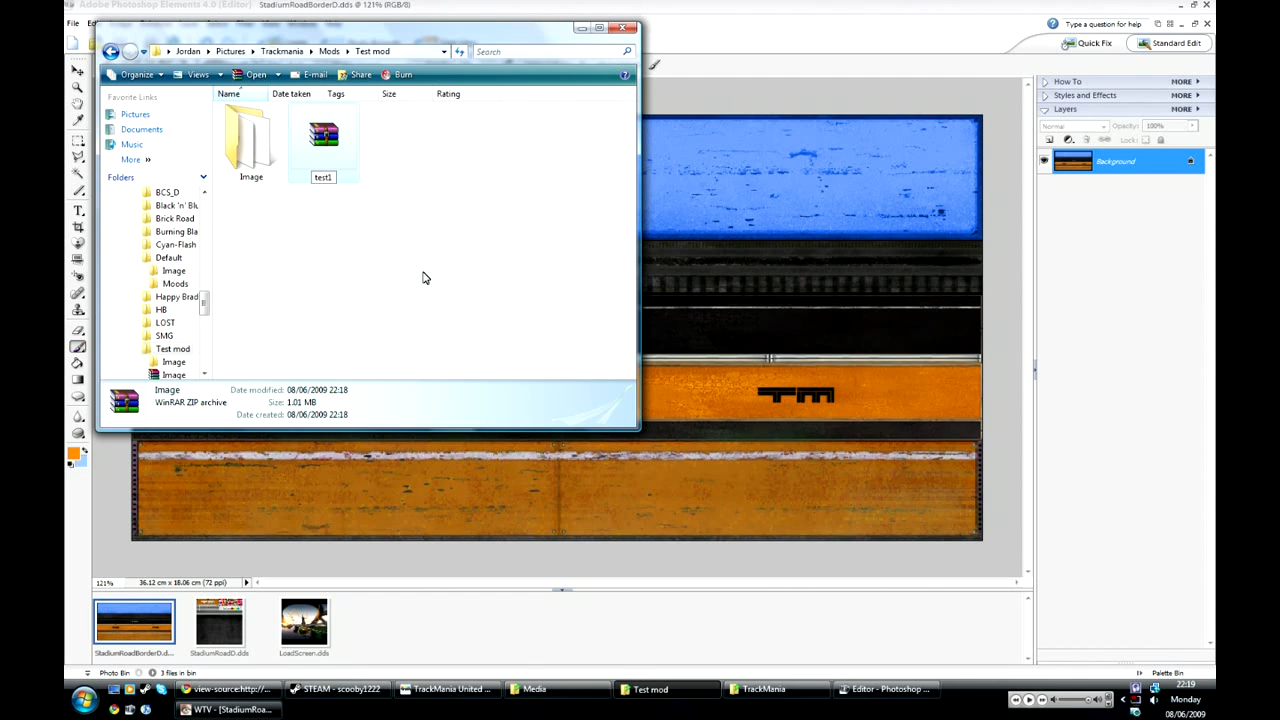 Adobe Photoshop Elements 4.0 (Editor) StadiumRoadBorderD.dds @ 121% (RGB/8)
File
Type a question for help
Quick Fix Standard Edit
Jordan Pictures Trackmania Mods Test mod Search
Organize Views Open E-mail Share Burn
Favorite Links
Pictures
Documents
Music
More »
Folders
BCS_D
Black 'n' Blu
Brick Road
Burning Bla
Cyan-Flash
Default
Image
Moods
Happy Brad
HB
LOST
SMG
Test mod
Image
Image
Name Date taken Tags Size Rating
Image test1
Image Date modified: 08/06/2009 22:18
WinRAR ZIP archive Size: 1.01 MB
Date created: 08/06/2009 22:18
How To MORE
Styles and Effects MORE
Layers MORE
Normal Opacity: 100%
Lock:
Background
TM
121% 36.12 cm x 18.06 cm (72 ppi)
StadiumRoadBorderD.d... StadiumRoadD.dds LoadScreen.dds
Photo Bin 3 files in bin Palette Bin
view-source:http://... STEAM - scooby1222 TrackMania United ... Media Test mod TrackMania Editor - Photoshop ...
WTV - [StadiumRoa...
22:19
Monday
08/06/2009